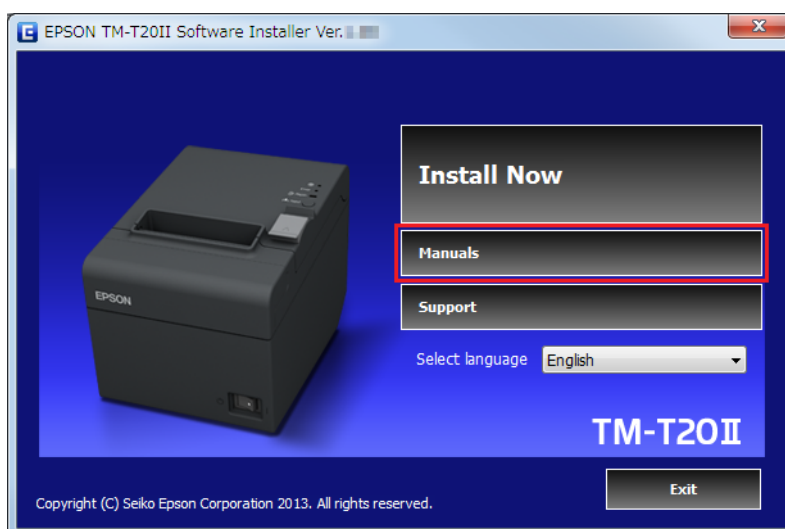 EPSON TM-T20II Software Installer Ver.
Install Now
Manuals
EPSON
Support
Select language English
TM-T20II
Exit
Copyright (C) Seiko Epson Corporation 2013. All rights reserved.